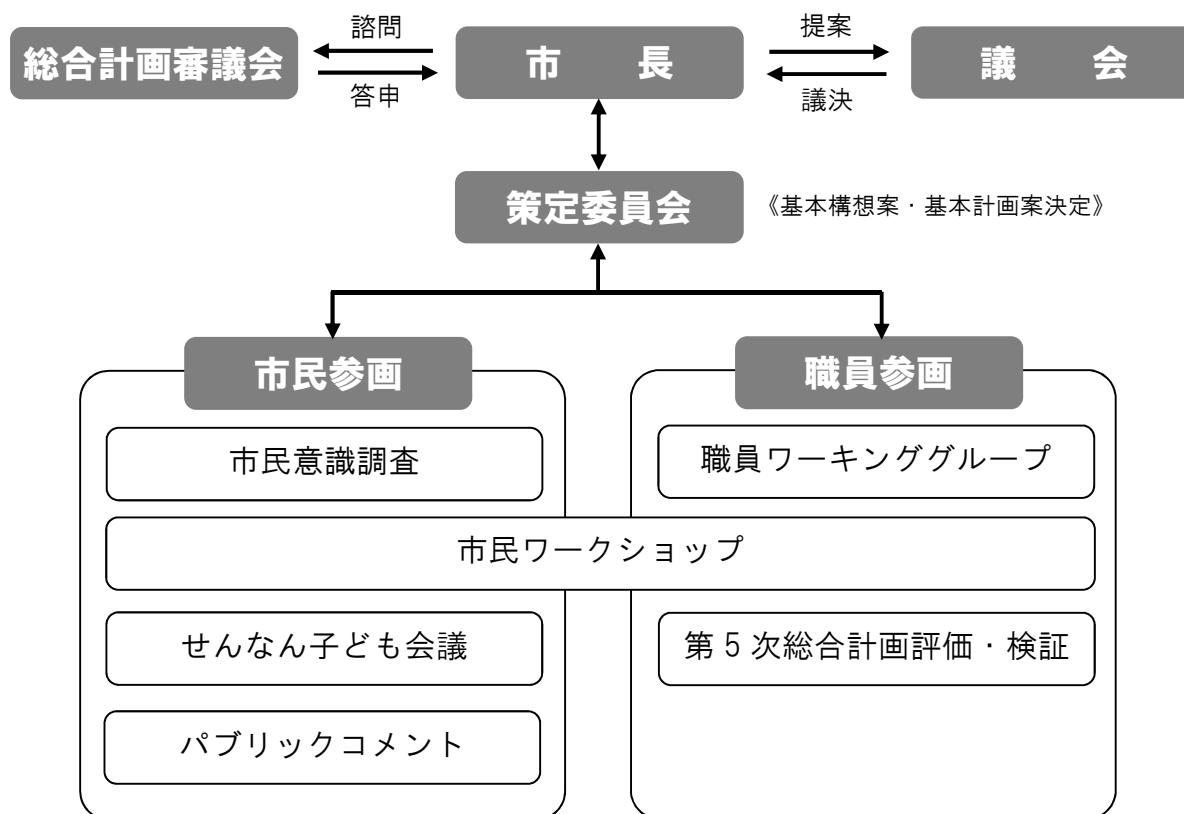 諮問
提案
総合計画審議会
市　　長
議　　会
答申
議決
策定委員会
《基本構想案・基本計画案決定》
市民参画
職員参画
市民意識調査
職員ワーキンググループ
市民ワークショップ
せんなん子ども会議
第５次総合計画評価・検証
パブリックコメント